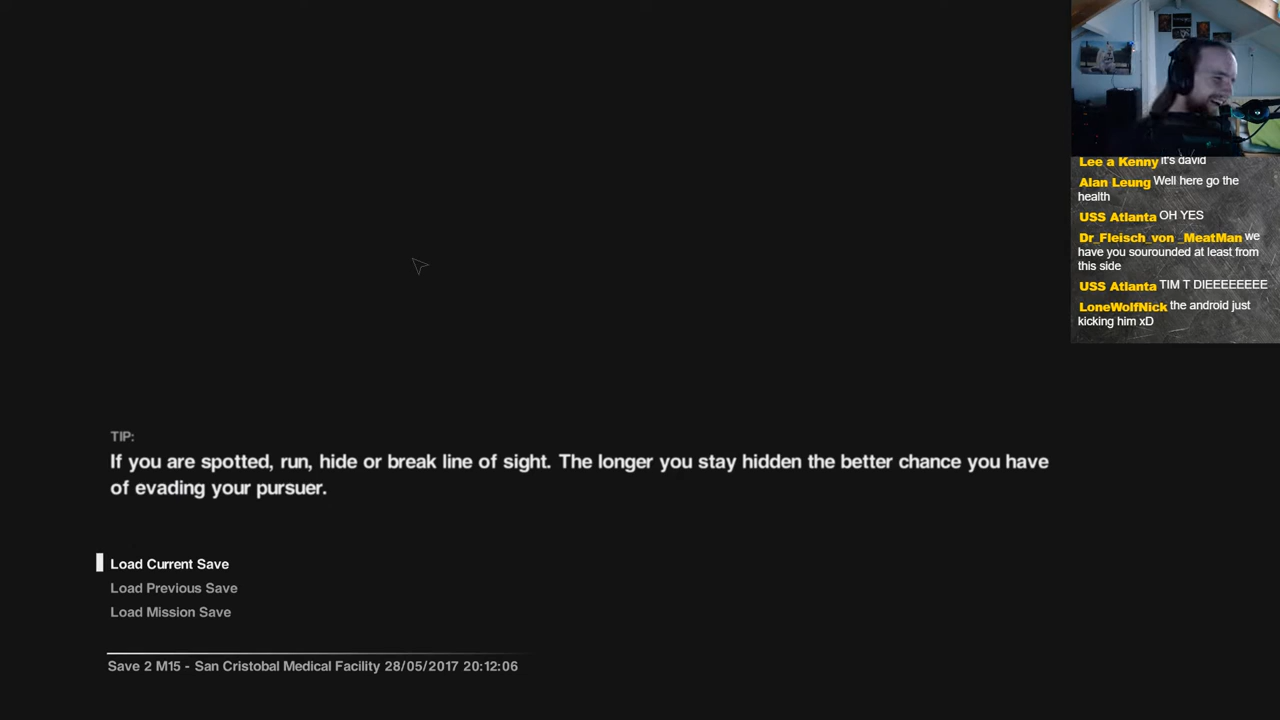 Lee a Kenny it's david
Alan Leung Well here go the
health
USS Atlanta OH YES
Dr_Fleisch_von _MeatMan we
have you sourounded at least from
this side
USS Atlanta TIM T DIEEEEEEEE
LoneWolfNick the android just
kicking him xD
TIP:
If you are spotted, run, hide or break line of sight. The longer you stay hidden the better chance you have
of evading your pursuer.
Load Current Save
Load Previous Save
Load Mission Save
Save 2 M15 - San Cristobal Medical Facility 28/05/2017 20:12:06